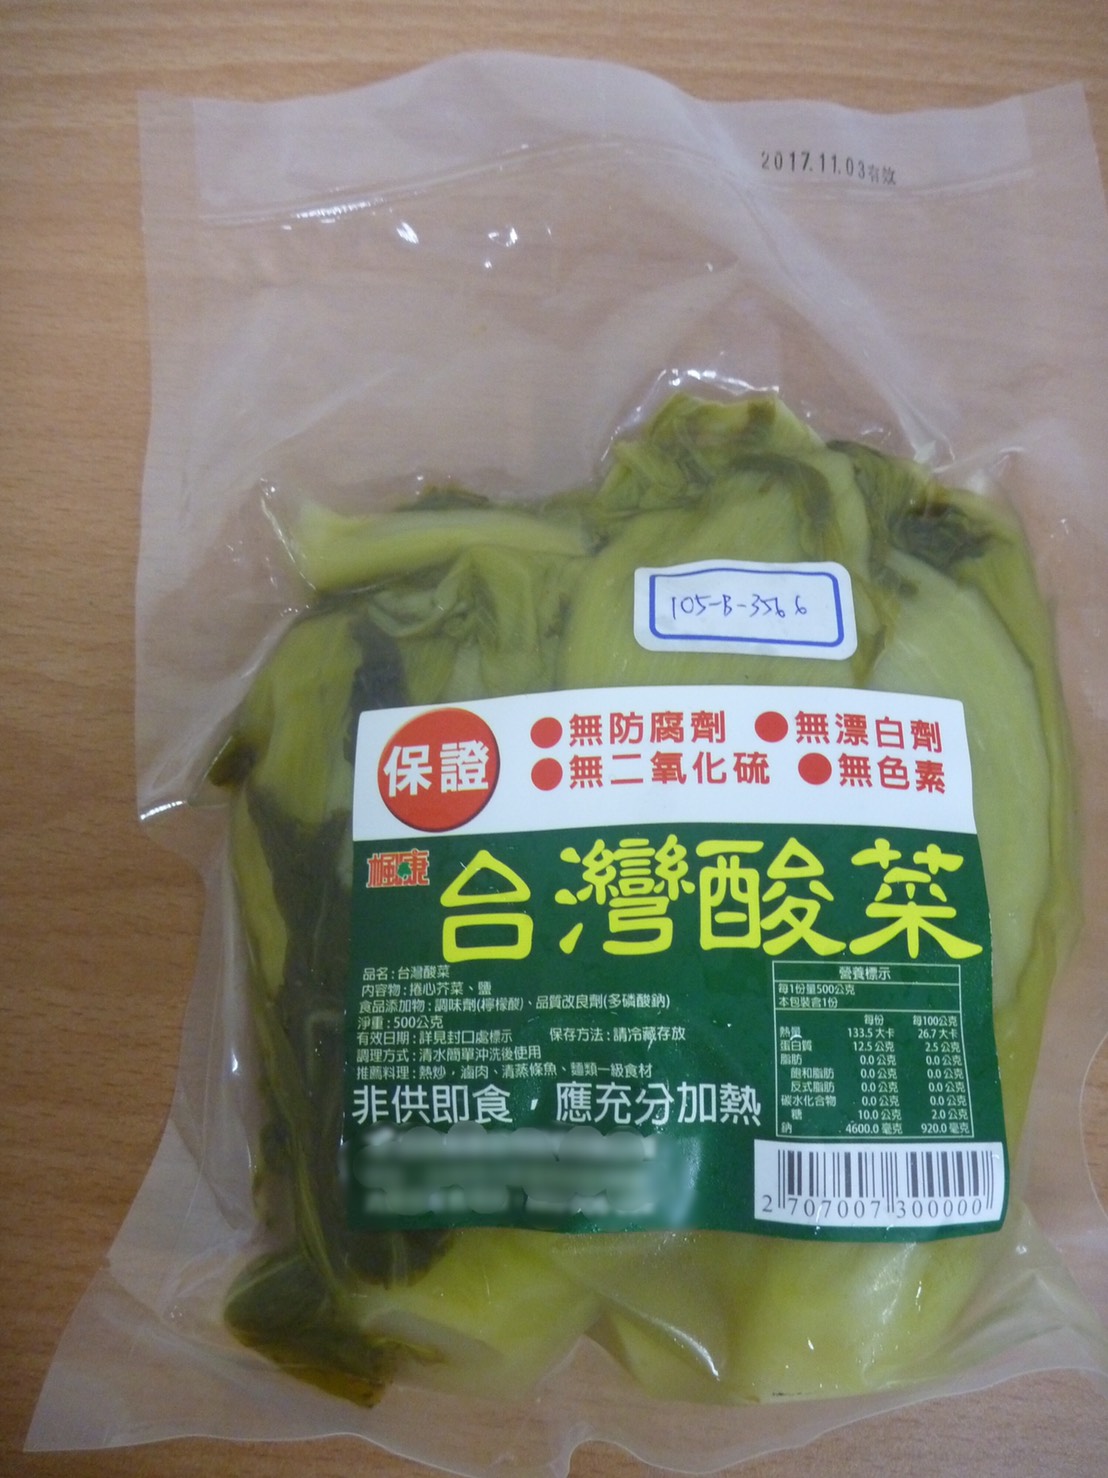 2017.11.03有效
105-B-3566
保證
●無防腐劑 ●無漂白劑
●無二氧化硫 ●無色素
楓康
台灣酸菜
品名：台灣酸菜
內容物：捲心芥菜、鹽
食品添加物：調味劑(檸檬酸)、品質改良劑(多磷酸鈉)
淨重：500公克
有效日期：詳見封口處標示 保存方法：請冷藏存放
調理方式：清水簡單沖洗後使用
推薦料理：熱炒，滷肉、清蒸條魚、麵類一級食材
非供即食，應充分加熱
營養標示
每1份量500公克
本包裝含1份
每份 每100公克
熱量 133.5大卡 26.7大卡
蛋白質 12.5公克 2.5公克
脂肪 0.0公克 0.0公克
飽和脂肪 0.0公克 0.0公克
反式脂肪 0.0公克 0.0公克
碳水化合物 0.0公克 0.0公克
糖 10.0公克 2.0公克
鈉 4600.0毫克 920.0毫克
2 707007 300000